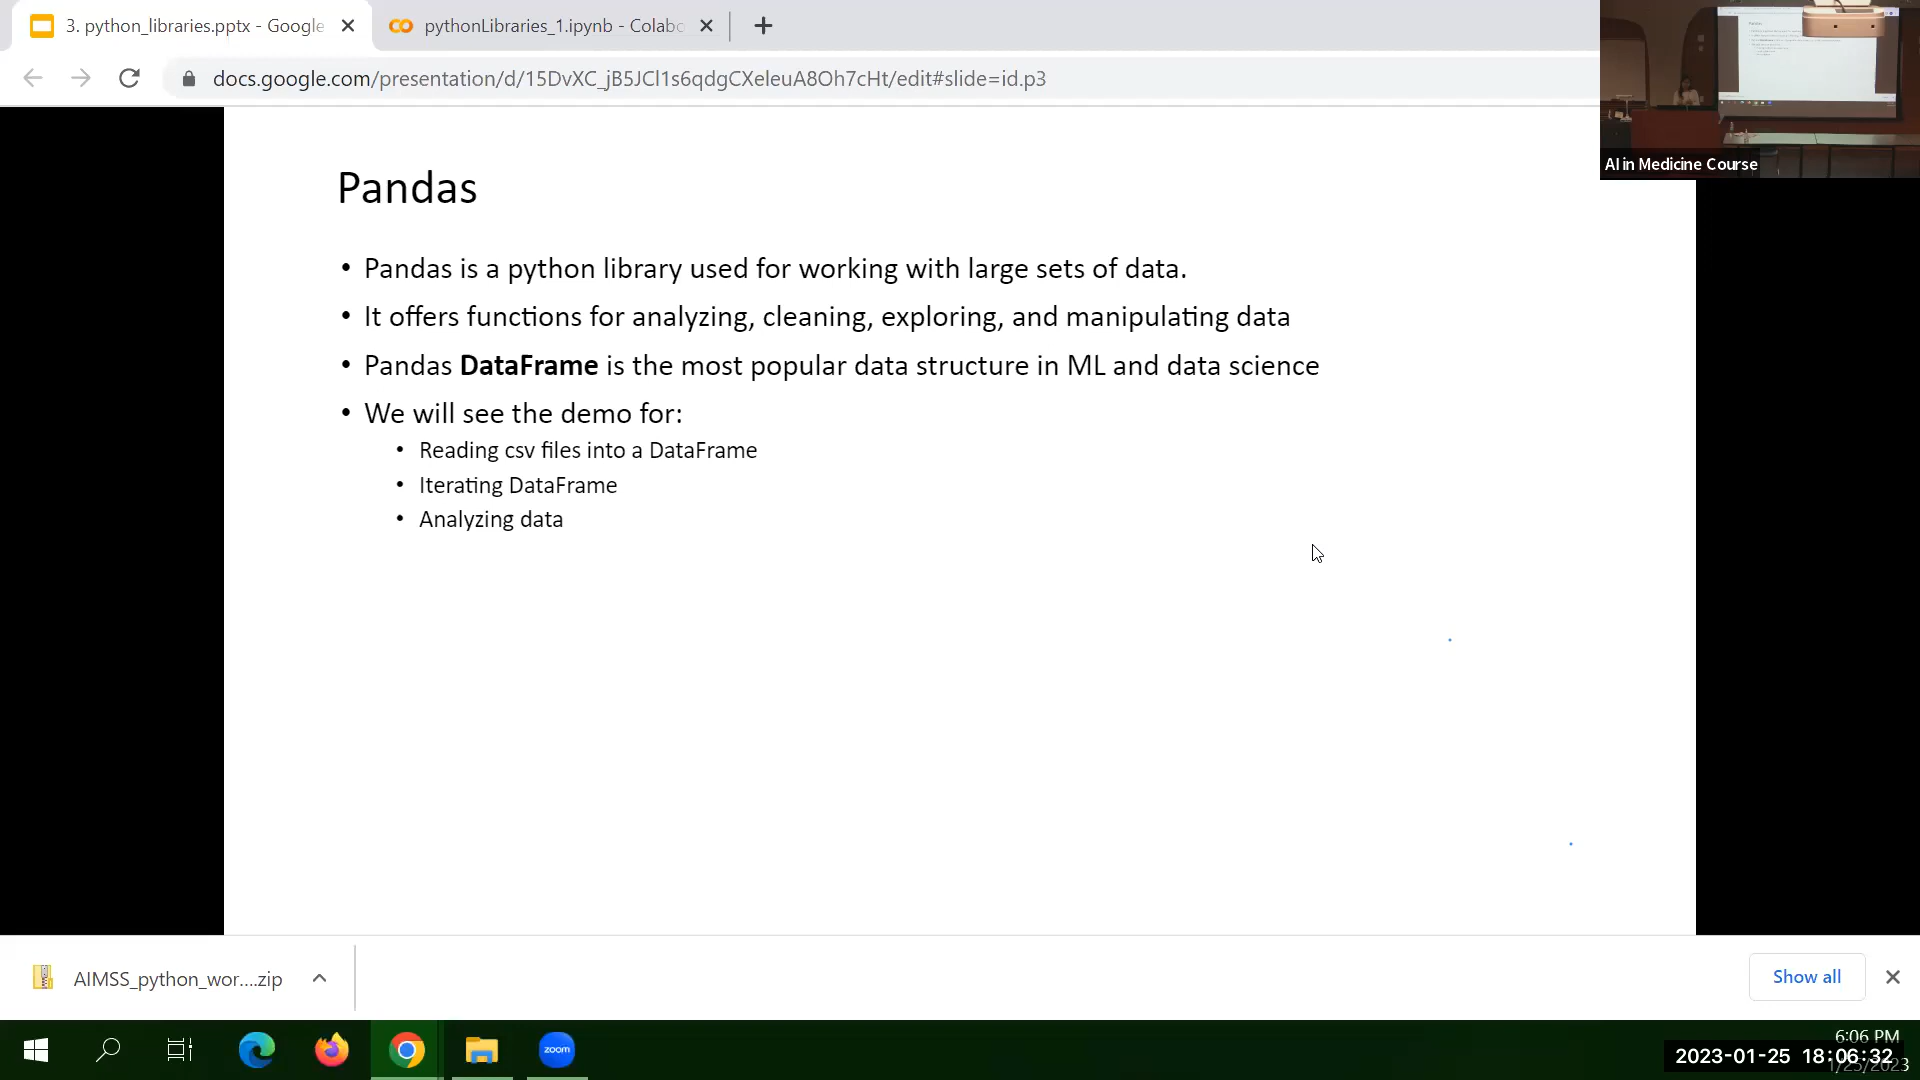 3. python_libraries.pptx - Google
pythonLibraries_1.ipynb - Colabo
docs.google.com/presentation/d/15DvXC_jB5JCl1s6qdgCXeleuA8Oh7cHt/edit#slide=id.p3
AI in Medicine Course
Pandas
• Pandas is a python library used for working with large sets of data.
• It offers functions for analyzing, cleaning, exploring, and manipulating data
• Pandas DataFrame is the most popular data structure in ML and data science
• We will see the demo for:
• Reading csv files into a DataFrame
• Iterating DataFrame
• Analyzing data
AIMSS_python_wor....zip
Show all
zoom
6:06 PM
2023-01-25 18:06:32
1/25/2023